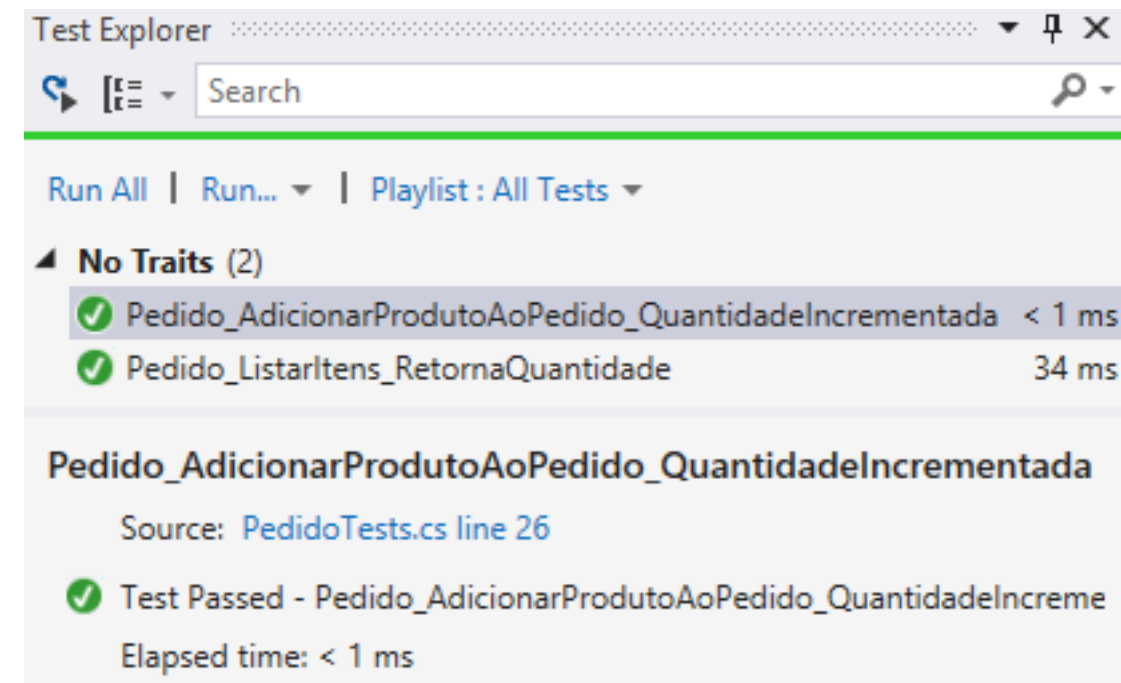 Test Explorer
Search
Run All | Run... | Playlist : All Tests
No Traits (2)
Pedido_AdicionarProdutoAoPedido_QuantidadeIncrementada < 1 ms
Pedido_ListarItens_RetornaQuantidade 34 ms
Pedido_AdicionarProdutoAoPedido_QuantidadeIncrementada
Source: PedidoTests.cs line 26
Test Passed - Pedido_AdicionarProdutoAoPedido_QuantidadeIncreme
Elapsed time: < 1 ms